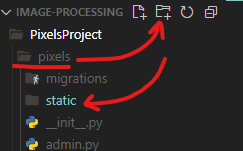 IMAGE-PROCESSING
PixelsProject
pixels
migrations
static
__init__.py
admin.py